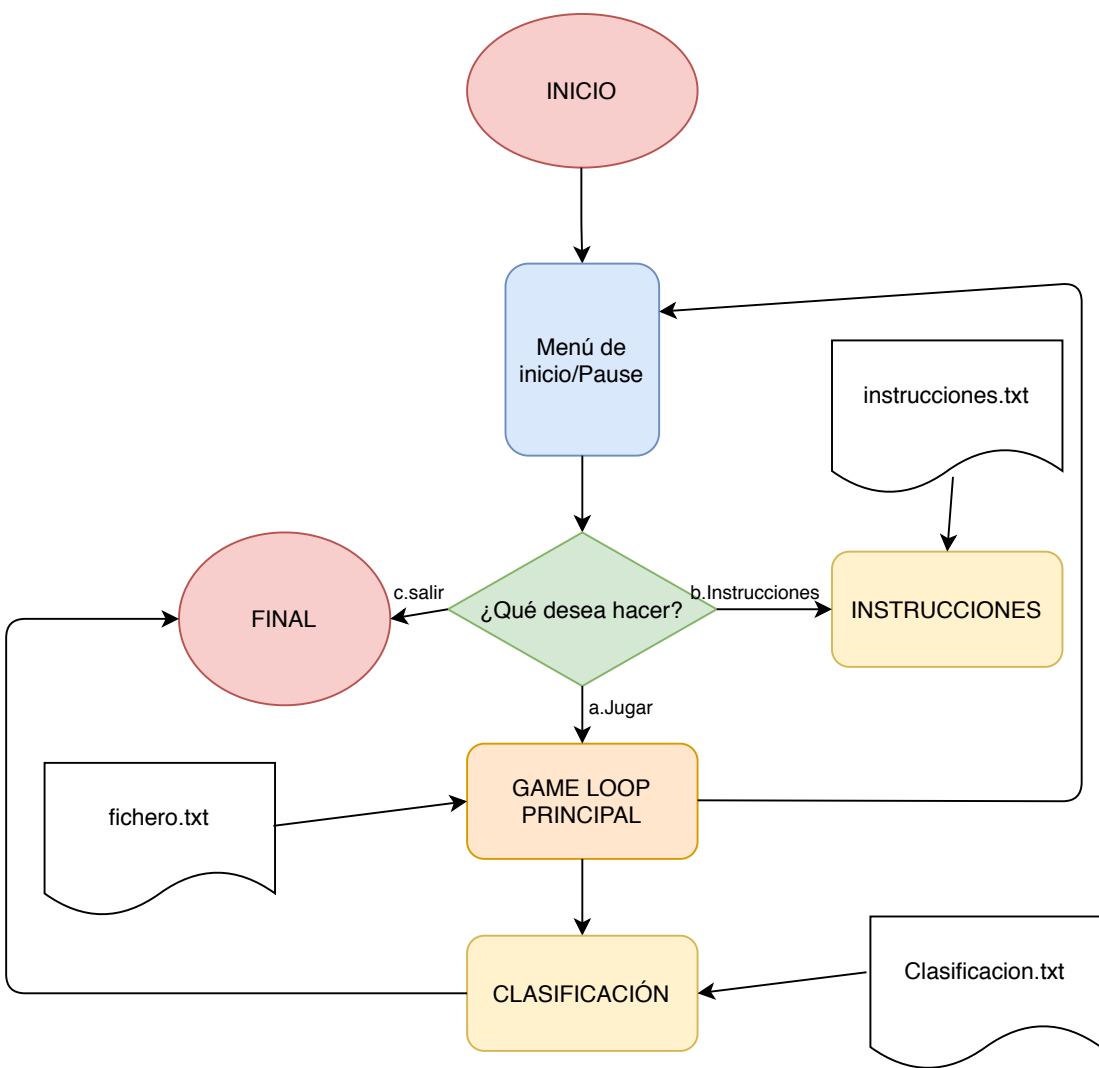 INICIO
Menú de
inicio/Pause
instrucciones.txt
c.salir
¿Qué desea hacer?
b.Instrucciones
INSTRUCCIONES
FINAL
a.Jugar
GAME LOOP
PRINCIPAL
fichero.txt
CLASIFICACIÓN
Clasificacion.txt